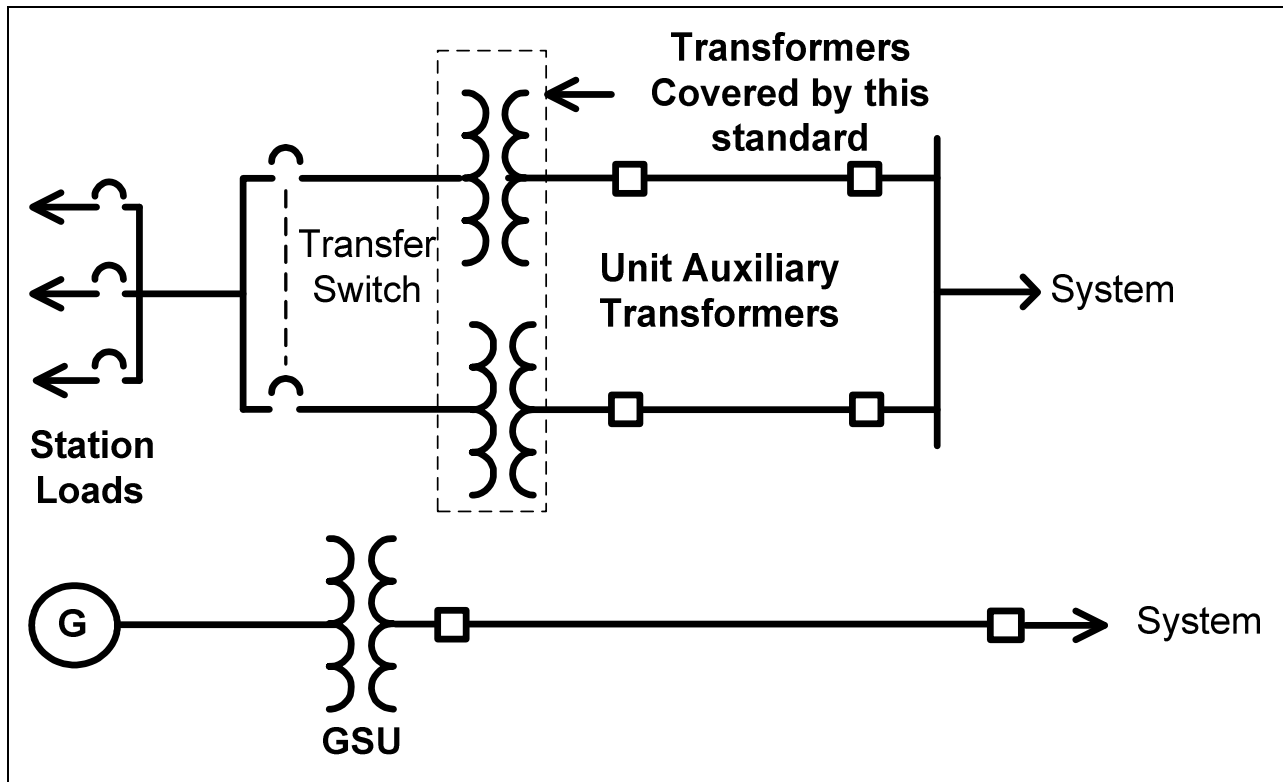 Transformers
Covered by this
standard
Transfer
Switch
Unit Auxiliary
Transformers
System
Station
Loads
G
System
GSU